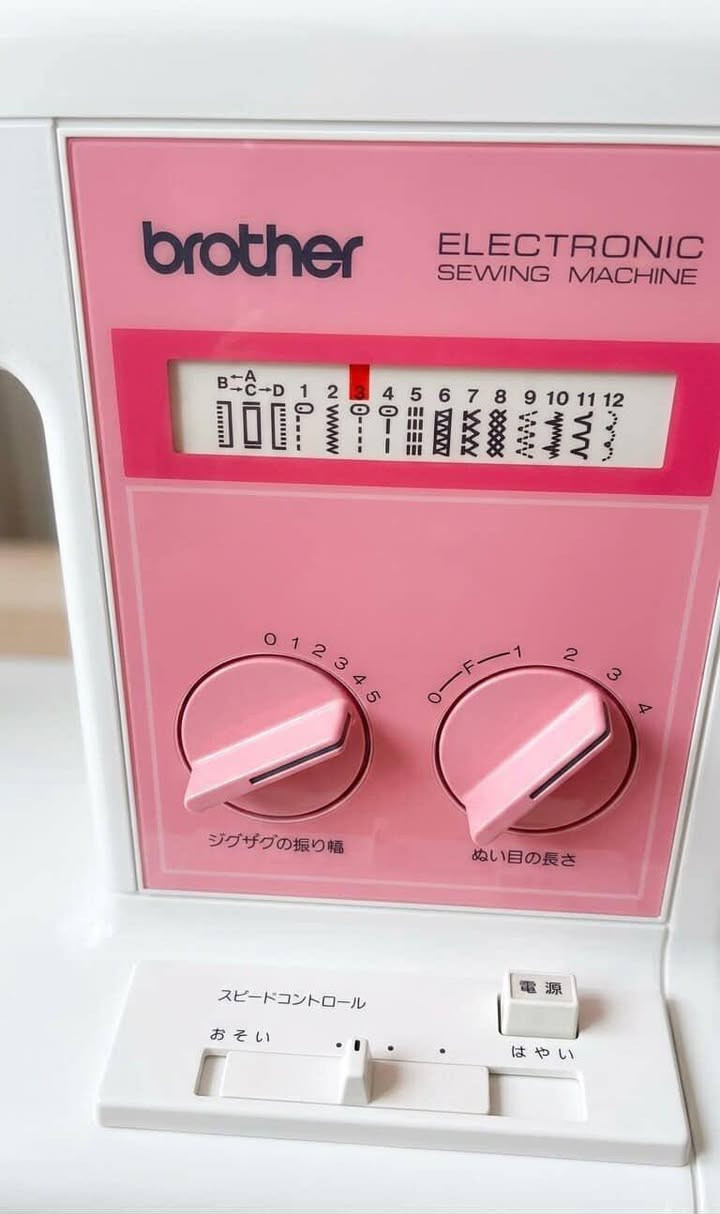 brother
ELECTRONIC
SEWING MACHINE
B←A
→C→D 1 2 3 4 5 6 7 8 9 10 11 12
0 1 2 3 4 5
0 F 1 2 3 4
ジグザグの振り幅
ぬい目の長さ
スピードコントロール
電源
おそい
はやい